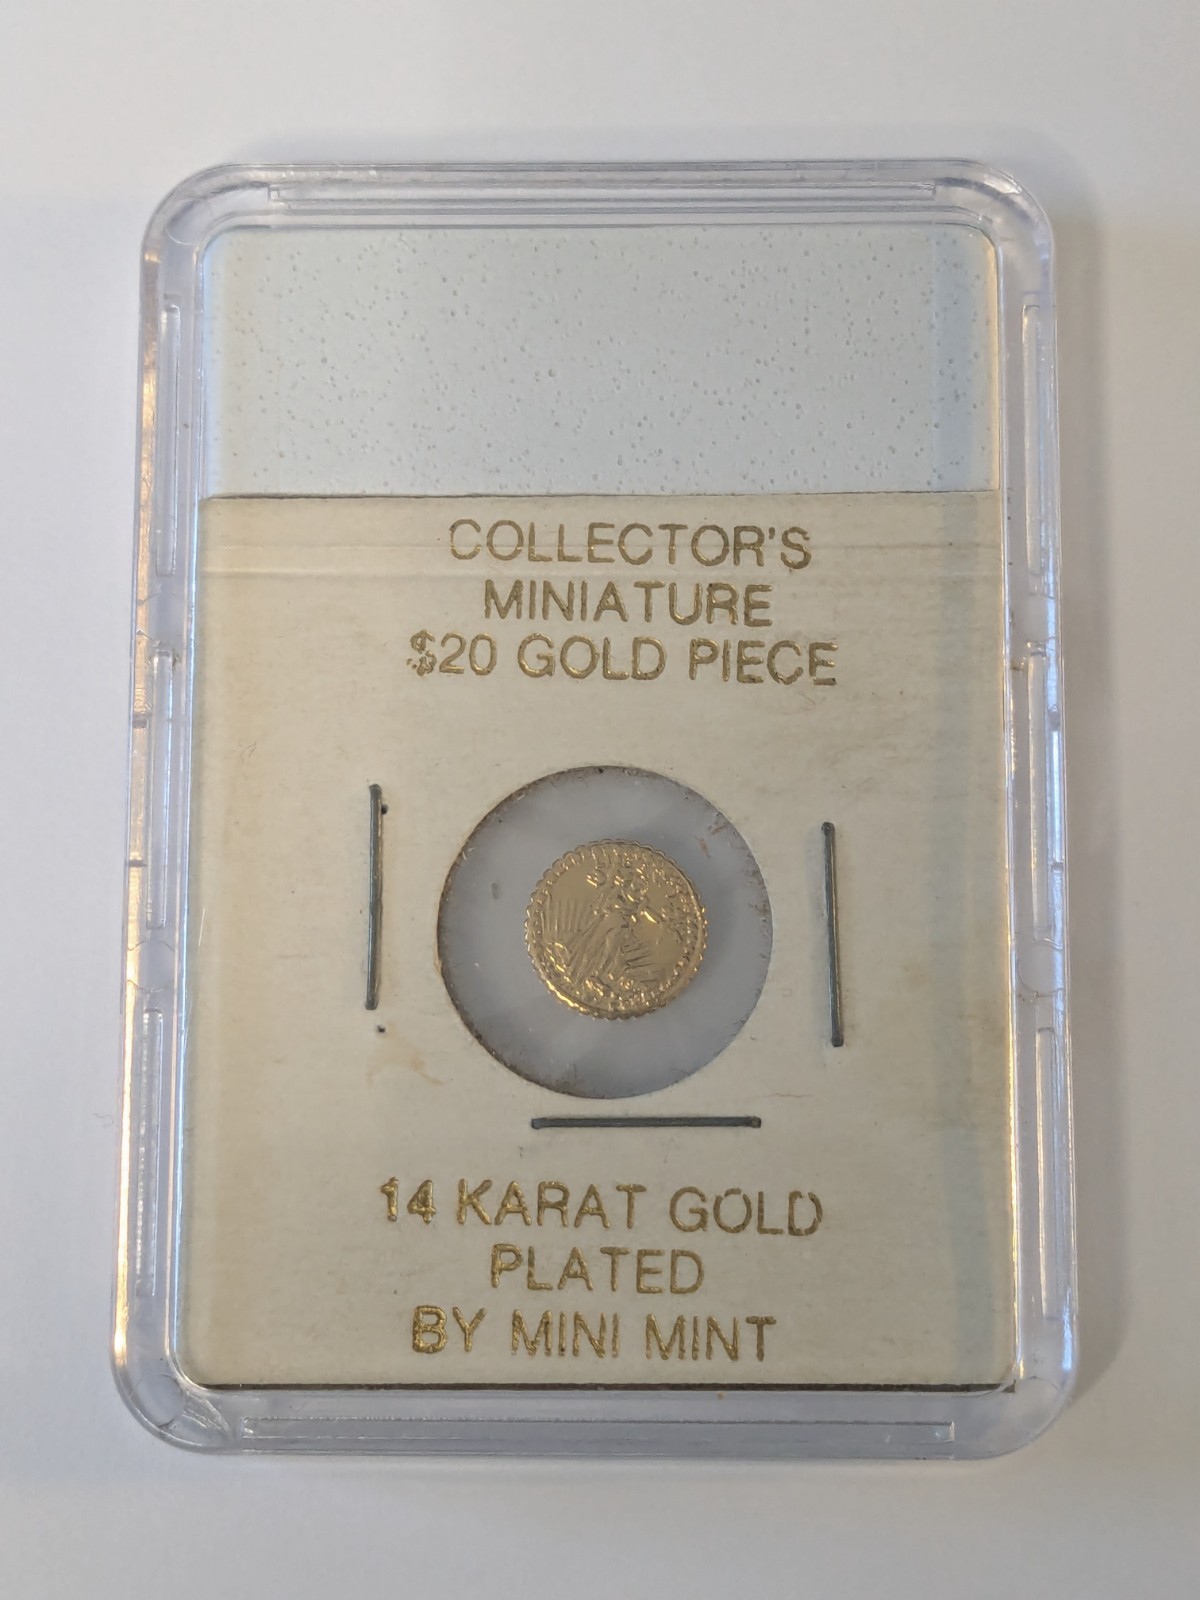 COLLECTOR'S
MINIATURE
$20 GOLD PIECE
14 KARAT GOLD
PLATED
BY MINI MINT